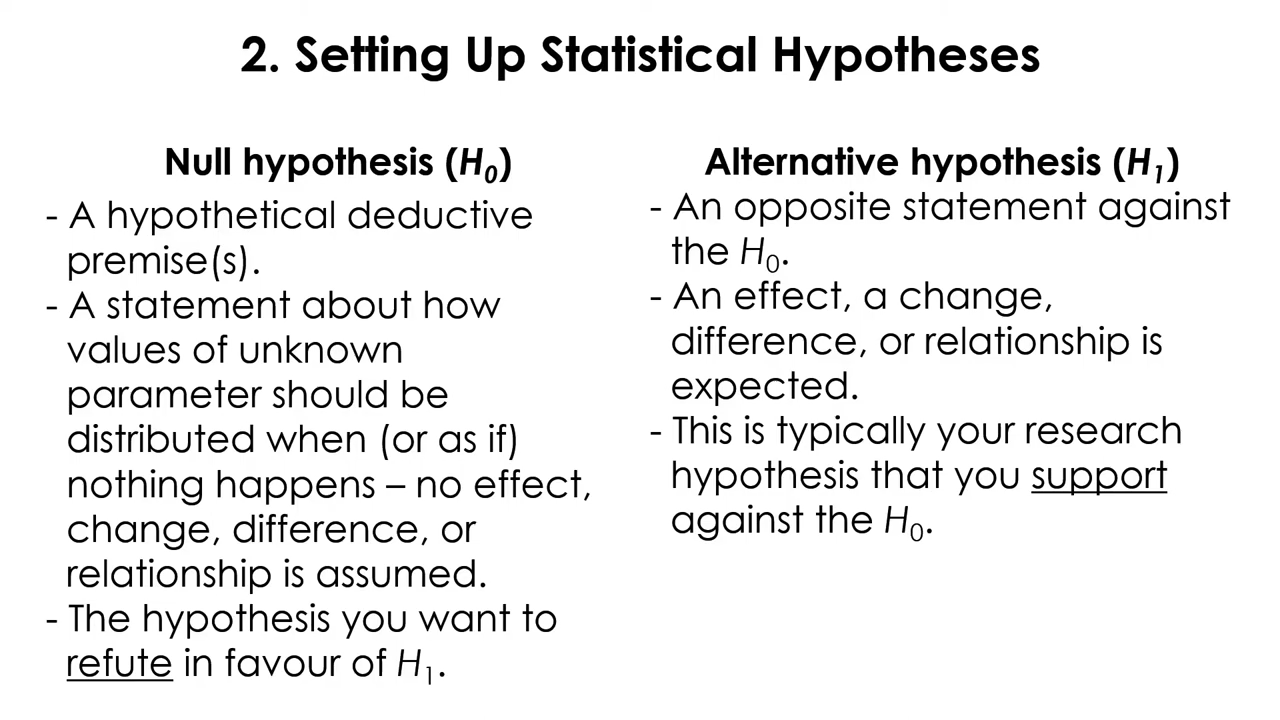 2. Setting Up Statistical Hypotheses
Null hypothesis (H0)
- A hypothetical deductive
premise(s).
- A statement about how
values of unknown
parameter should be
distributed when (or as if)
nothing happens – no effect,
change, difference, or
relationship is assumed.
- The hypothesis you want to
refute in favour of H1.
Alternative hypothesis (H1)
- An opposite statement against
the H0.
- An effect, a change,
difference, or relationship is
expected.
- This is typically your research
hypothesis that you support
against the H0.